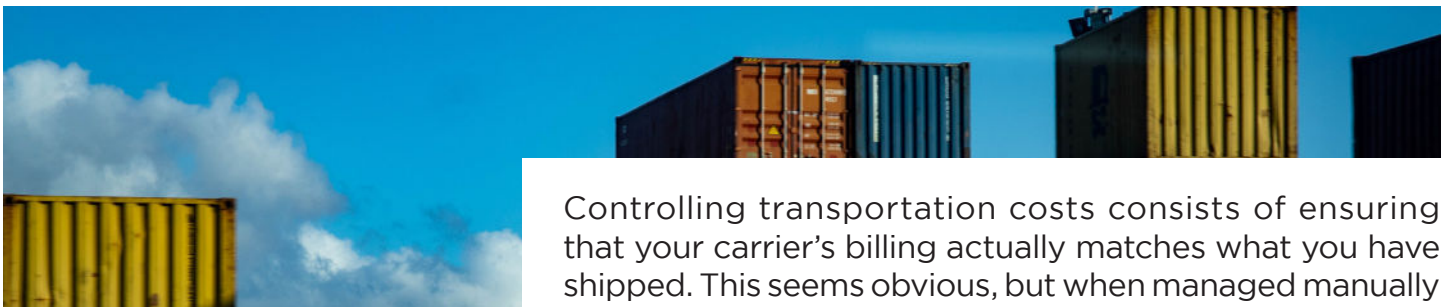 Controlling transportation costs consists of ensuring
that your carrier’s billing actually matches what you have
shipped. This seems obvious, but when managed manually